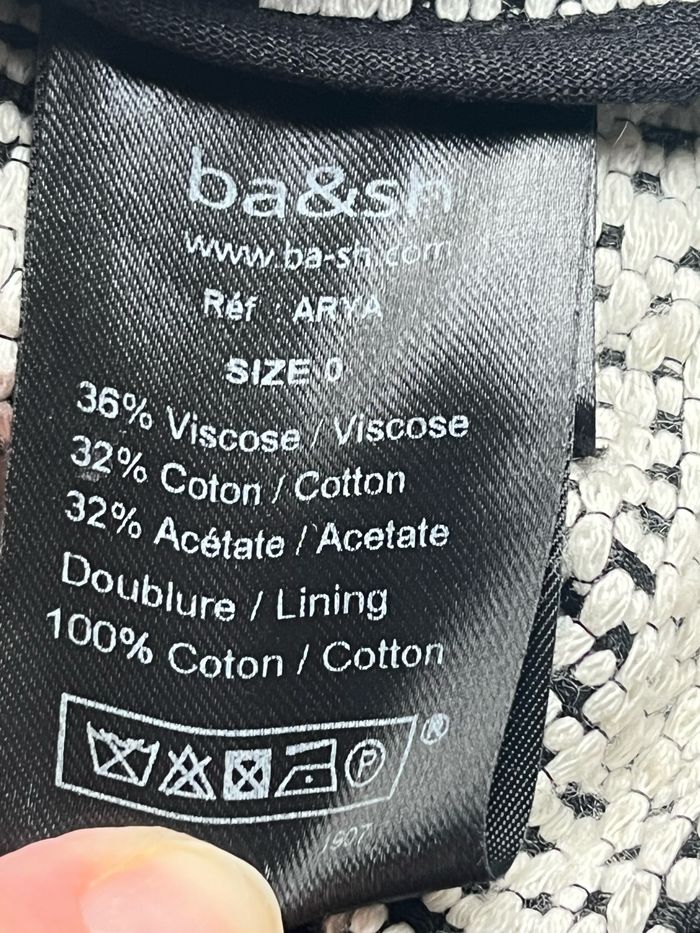 ba&sh
www.ba-sh.com
Réf : ARYA
SIZE 0
36% Viscose / Viscose
32% Coton / Cotton
32% Acétate / Acetate
Doublure / Lining
100% Coton / Cotton
P
®